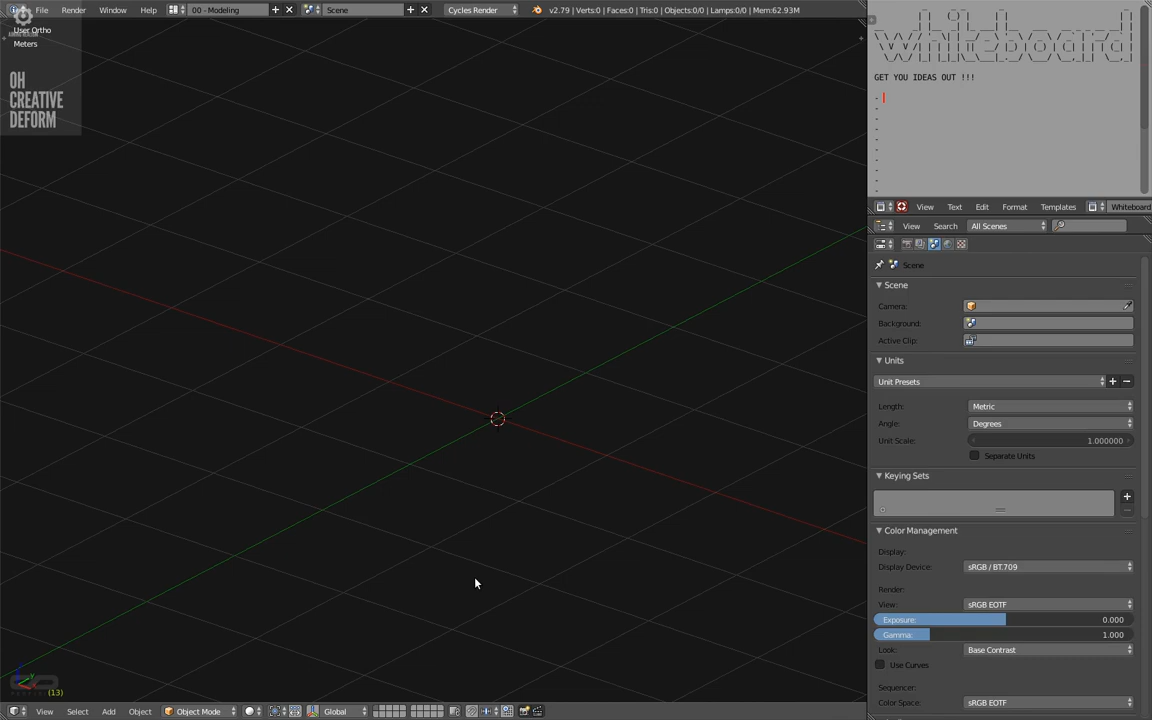 File Render Window Help 00 - Modeling Scene Cycles Render v2.79 | Verts:0 | Faces:0 | Tris:0 | Objects:0/0 | Lamps:0/0 | Mem:62.93M
User Ortho
Meters
OH
CREATIVE
DEFORM
whiteboard
GET YOU IDEAS OUT !!!
-
-
-
-
-
-
-
-
-
-
View Text Edit Format Templates Whiteboard
View Search All Scenes
Scene
Scene
Camera:
Background:
Active Clip:
Units
Unit Presets
Length: Metric
Angle: Degrees
Unit Scale: 1.000000
Separate Units
Keying Sets
Color Management
Display:
Display Device: sRGB / BT.709
Render:
View: sRGB EOTF
Exposure: 0.000
Gamma: 1.000
Look: Base Contrast
Use Curves
Sequencer:
Color Space: sRGB EOTF
(13)
View Select Add Object Object Mode Global